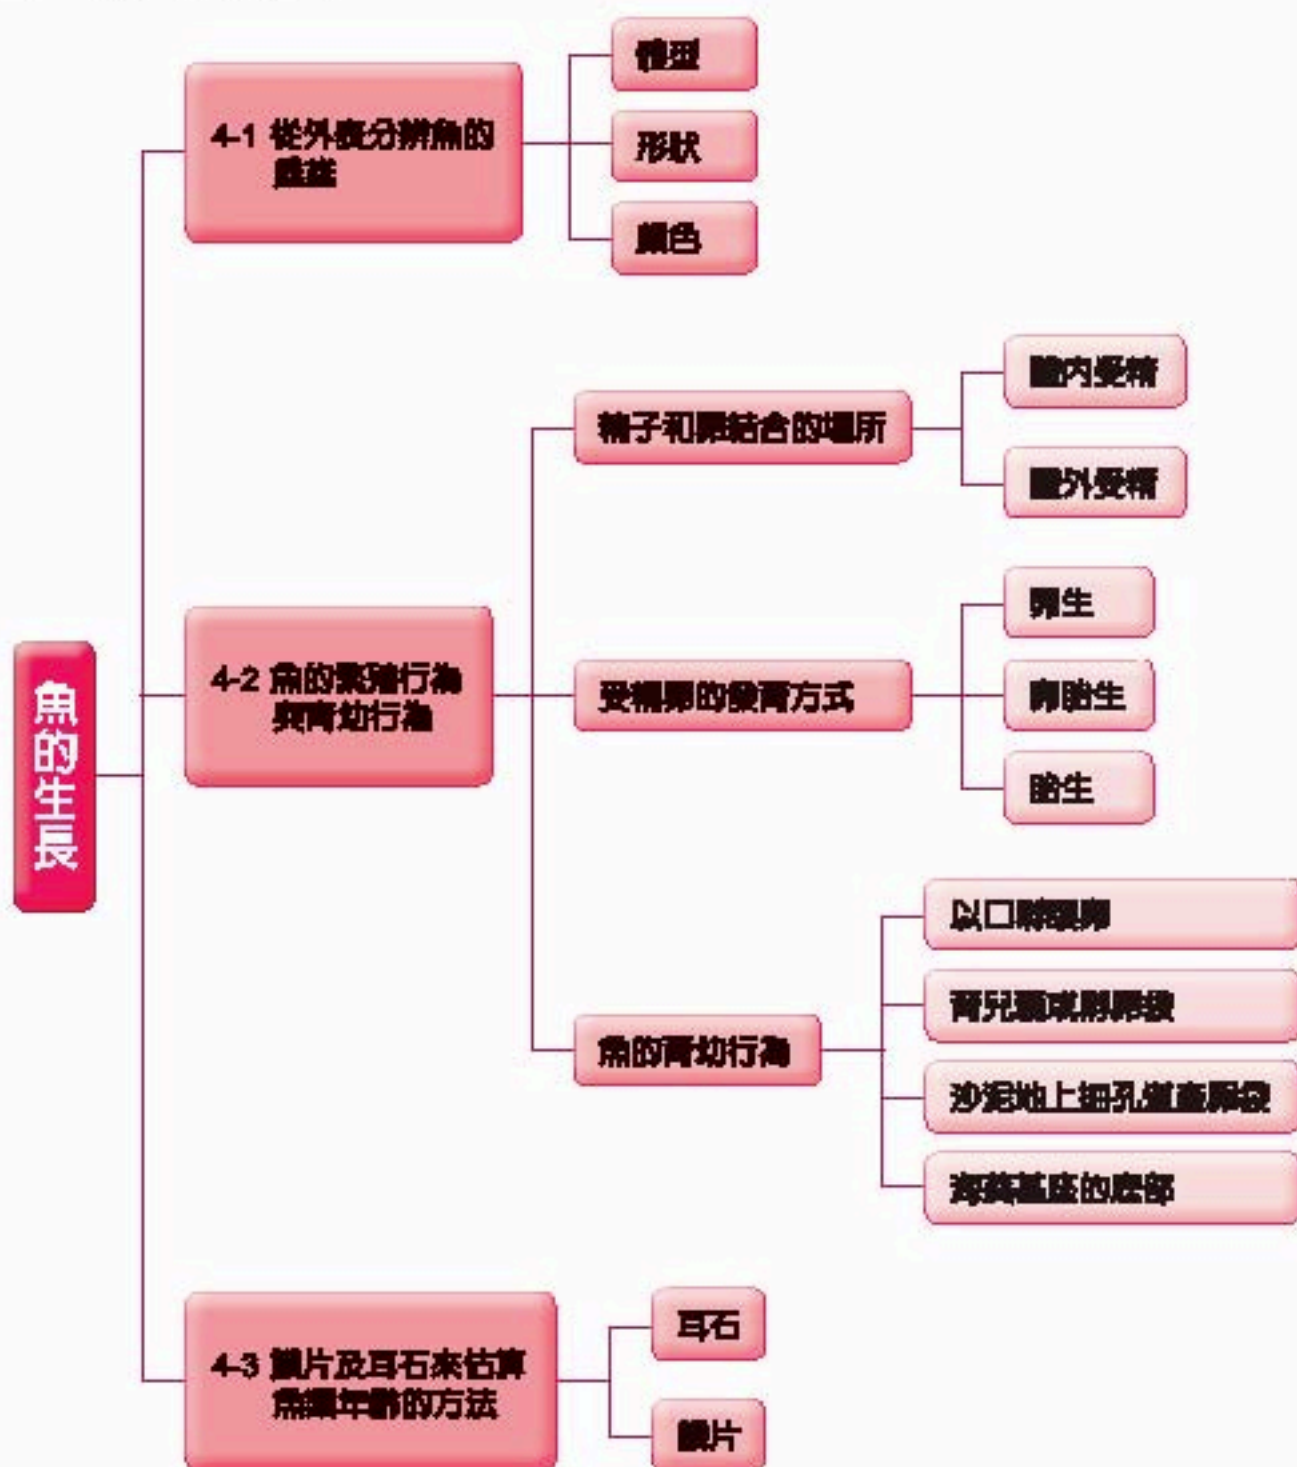 魚的生長
4-1 從外表分辨魚的
雌雄
體型
形狀
顏色
4-2 魚的繁殖行為
與育幼行為
精子和卵結合的場所
體內受精
體外受精
受精卵的發育方式
卵生
卵胎生
胎生
魚的育幼行為
以口孵卵
育兒囊或孵卵袋
沙泥地上細孔道產卵後
海葵基座的底部
4-3 鱗片及耳石來估算
魚類年齡的方法
耳石
鱗片